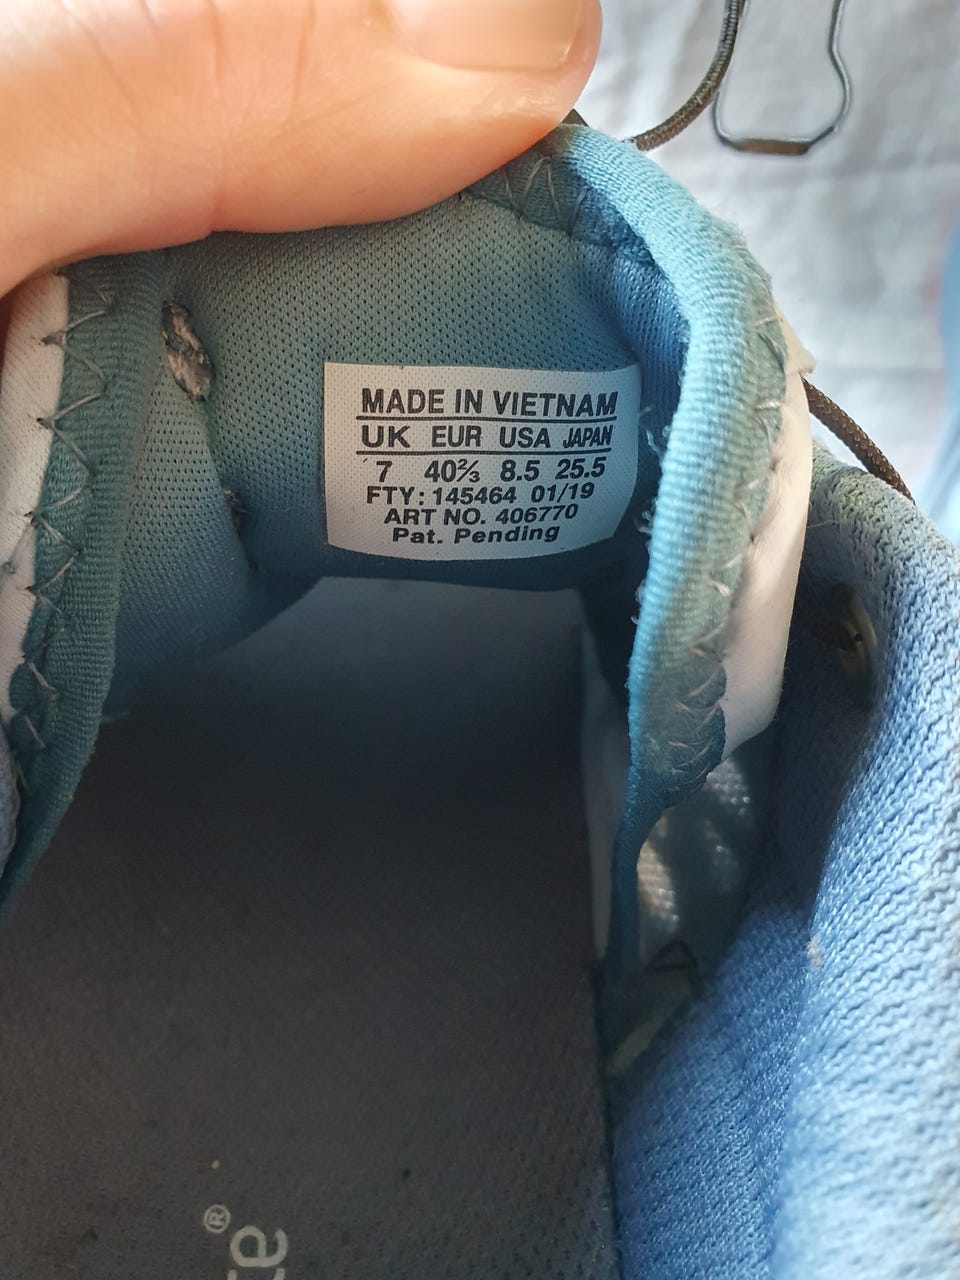 MADE IN VIETNAM
UK EUR USA JAPAN
7 40⅔ 8.5 25.5
FTY: 145464 01/19
ART NO. 406770
Pat. Pending